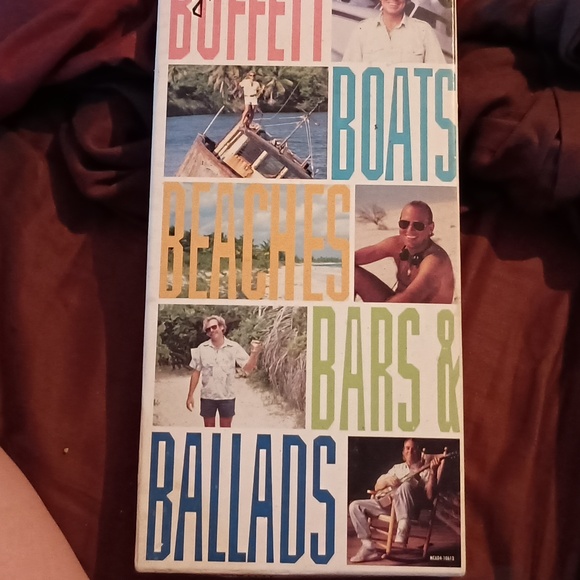 BUFFETT
BOATS
BEACHES
BARS &
BALLADS